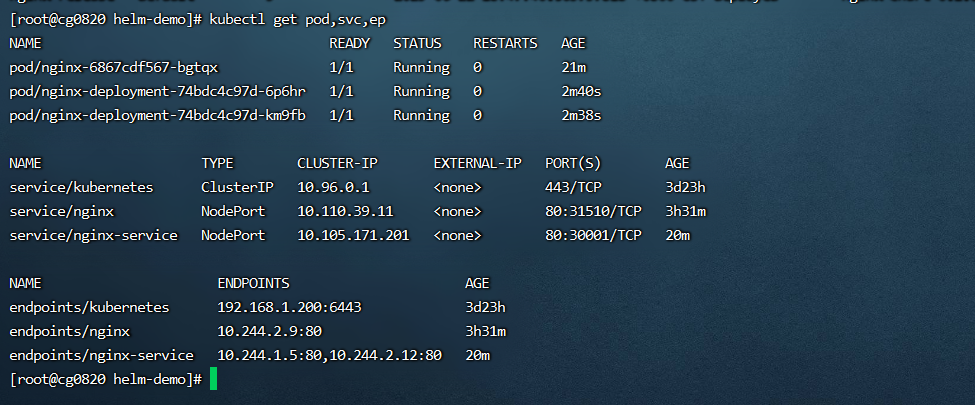 [root@cg0820 helm-demo]# kubectl get pod,svc,ep
NAME READY STATUS RESTARTS AGE
pod/nginx-6867cdf567-bgtqx 1/1 Running 0 21m
pod/nginx-deployment-74bdc4c97d-6p6hr 1/1 Running 0 2m40s
pod/nginx-deployment-74bdc4c97d-km9fb 1/1 Running 0 2m38s
NAME TYPE CLUSTER-IP EXTERNAL-IP PORT(S) AGE
service/kubernetes ClusterIP 10.96.0.1 <none> 443/TCP 3d23h
service/nginx NodePort 10.110.39.11 <none> 80:31510/TCP 3h31m
service/nginx-service NodePort 10.105.171.201 <none> 80:30001/TCP 20m
NAME ENDPOINTS AGE
endpoints/kubernetes 192.168.1.200:6443 3d23h
endpoints/nginx 10.244.2.9:80 3h31m
endpoints/nginx-service 10.244.1.5:80,10.244.2.12:80 20m
[root@cg0820 helm-demo]#